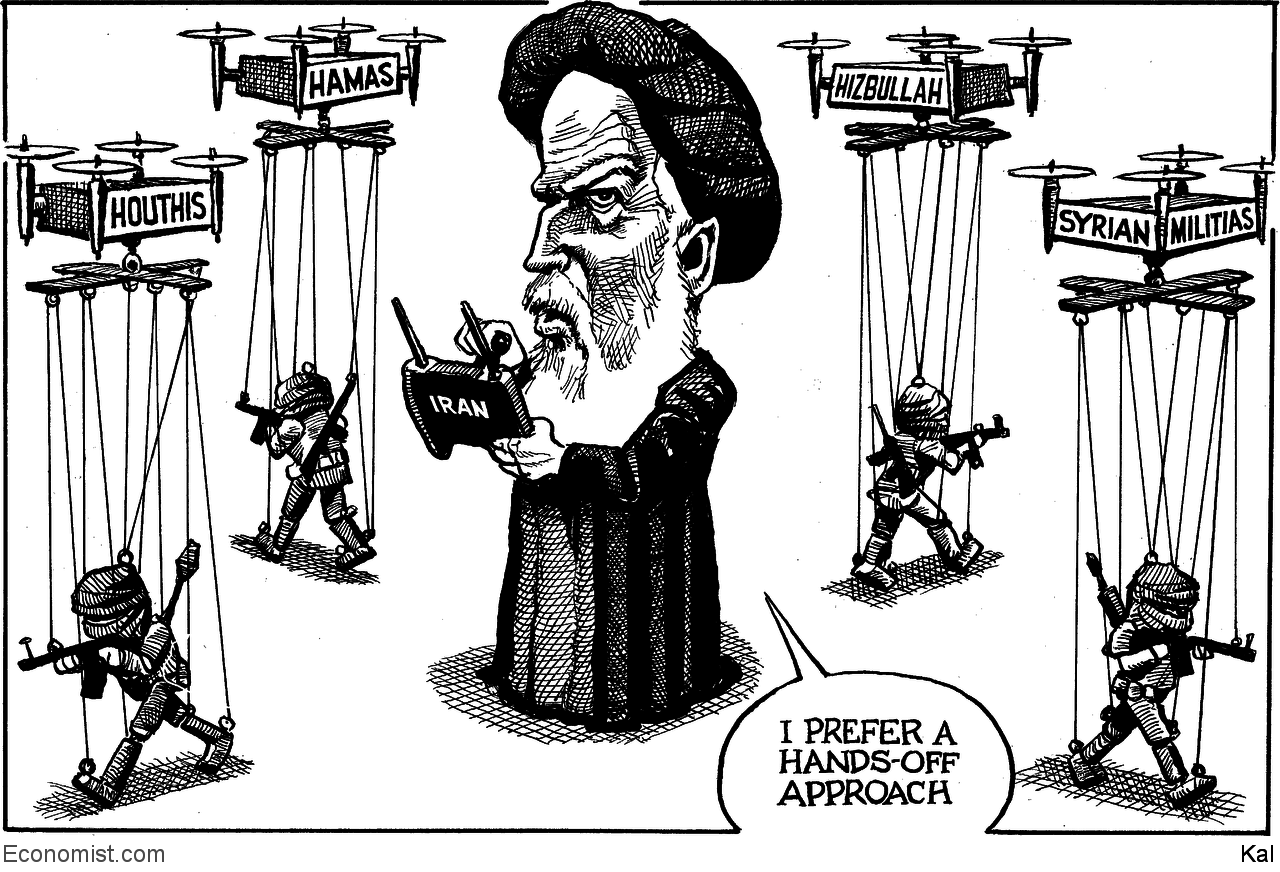 HAMAS
HIZBULLAH
HOUTHIS
SYRIAN MILITIAS
IRAN
I PREFER A
HANDS-OFF
APPROACH
Economist.com
Kal